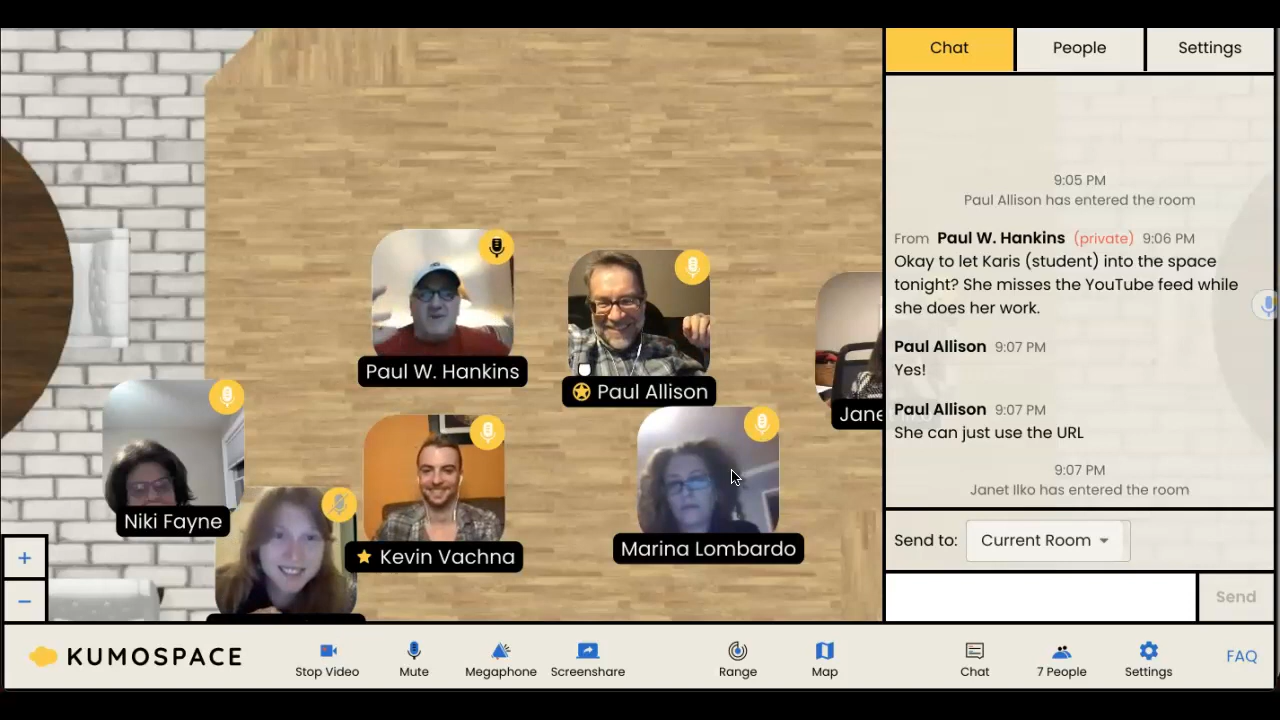 Chat
People
Settings
9:05 PM
Paul Allison has entered the room
From Paul W. Hankins (private) 9:06 PM
Okay to let Karis (student) into the space
tonight? She misses the YouTube feed while
she does her work.
Paul Allison 9:07 PM
Yes!
Paul Allison 9:07 PM
She can just use the URL
9:07 PM
Janet Ilko has entered the room
Send to: Current Room
Send
Paul W. Hankins
Paul Allison
Jane
Niki Fayne
Kevin Vachna
Marina Lombardo
+
−
KUMOSPACE
Stop Video
Mute
Megaphone
Screenshare
Range
Map
Chat
7 People
Settings
FAQ